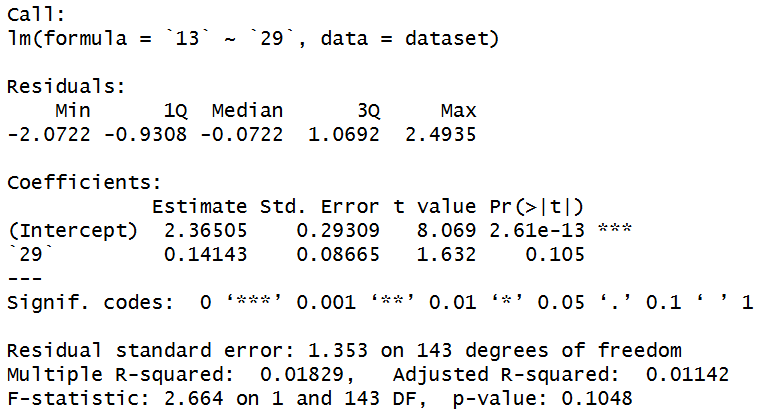 Call:
lm(formula = `13` ~ `29`, data = dataset)
Residuals:
Min 1Q Median 3Q Max
-2.0722 -0.9308 -0.0722 1.0692 2.4935
Coefficients:
Estimate Std. Error t value Pr(>|t|)
(Intercept) 2.36505 0.29309 8.069 2.61e-13 ***
`29` 0.14143 0.08665 1.632 0.105
---
Signif. codes: 0 ‘***’ 0.001 ‘**’ 0.01 ‘*’ 0.05 ‘.’ 0.1 ‘ ’ 1
Residual standard error: 1.353 on 143 degrees of freedom
Multiple R-squared: 0.01829, Adjusted R-squared: 0.01142
F-statistic: 2.664 on 1 and 143 DF, p-value: 0.1048